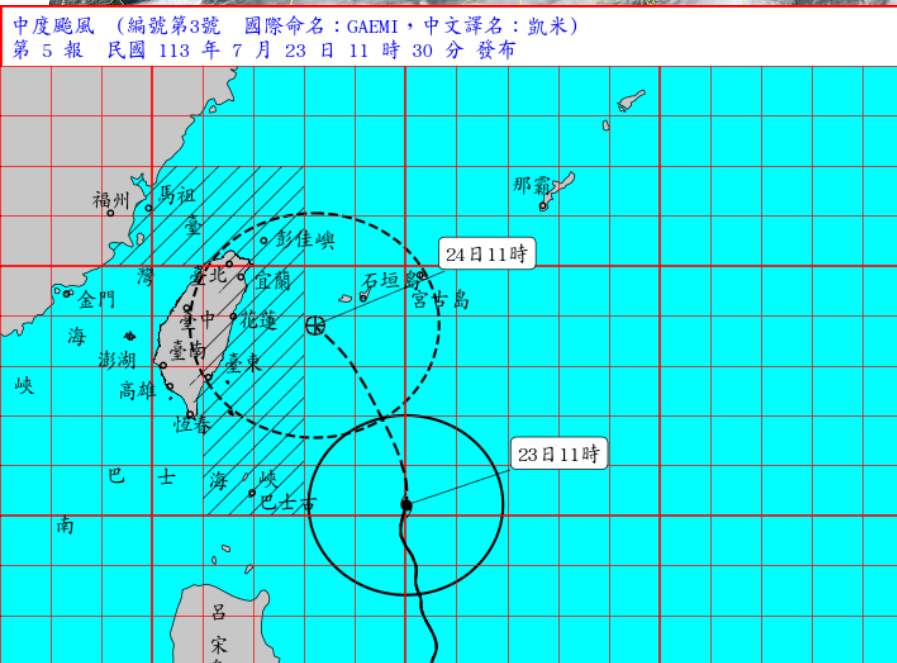 中度颱風 (編號第3號 國際命名：GAEMI，中文譯名：凱米)
第 5 報 民國 113 年 7 月 23 日 11 時 30 分 發布
那霸
福州
馬祖
臺
彭佳嶼
24日11時
灣
臺北
宜蘭
石垣島
宮古島
金門
臺中
花蓮
海
臺南
澎湖
臺東
峽
高雄
恆春
23日11時
巴 士 海 峽
巴士古
南
呂
宋